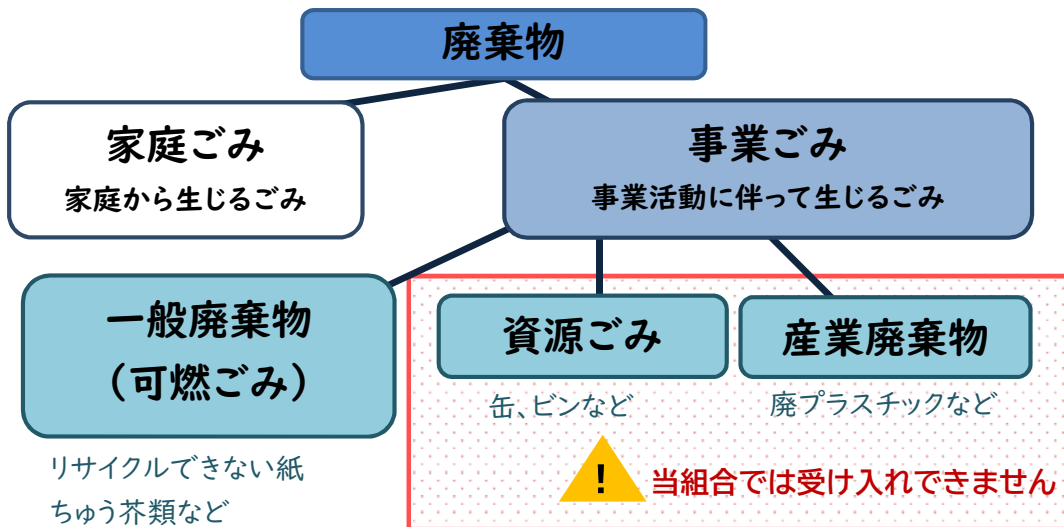 廃棄物
家庭ごみ
家庭から生じるごみ
事業ごみ
事業活動に伴って生じるごみ
一般廃棄物
（可燃ごみ）
リサイクルできない紙
ちゅう芥類など
資源ごみ
缶、ビンなど
産業廃棄物
廃プラスチックなど
!
当組合では受け入れできません